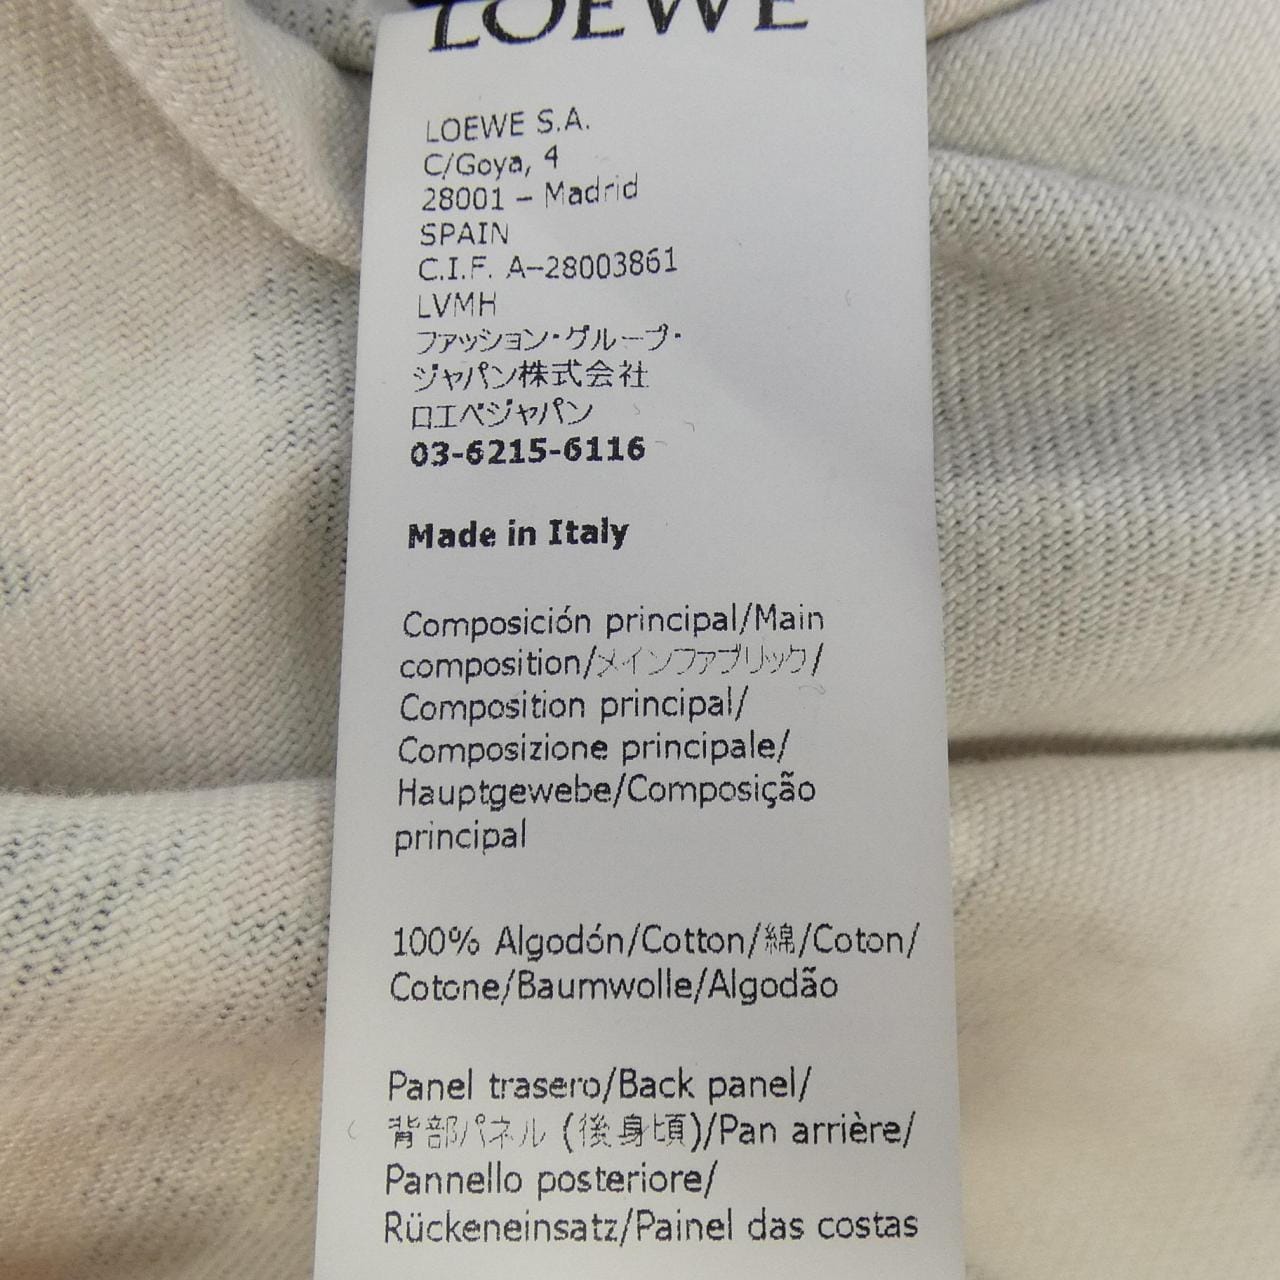 LOEWE
LOEWE S.A.
C/Goya, 4
28001 – Madrid
SPAIN
C.I.F. A-28003861
LVMH
ファッション・グループ・
ジャパン株式会社
ロエベジャパン
03-6215-6116
Made in Italy
Composición principal/Main
composition/メインファブリック/
Composition principal/
Composizione principale/
Hauptgewebe/Composição
principal
100% Algodón/Cotton/綿/Coton/
Cotone/Baumwolle/Algodão
Panel trasero/Back panel/
背部パネル (後身頃)/Pan arrière/
Pannello posteriore/
Rückeneinsatz/Painel das costas